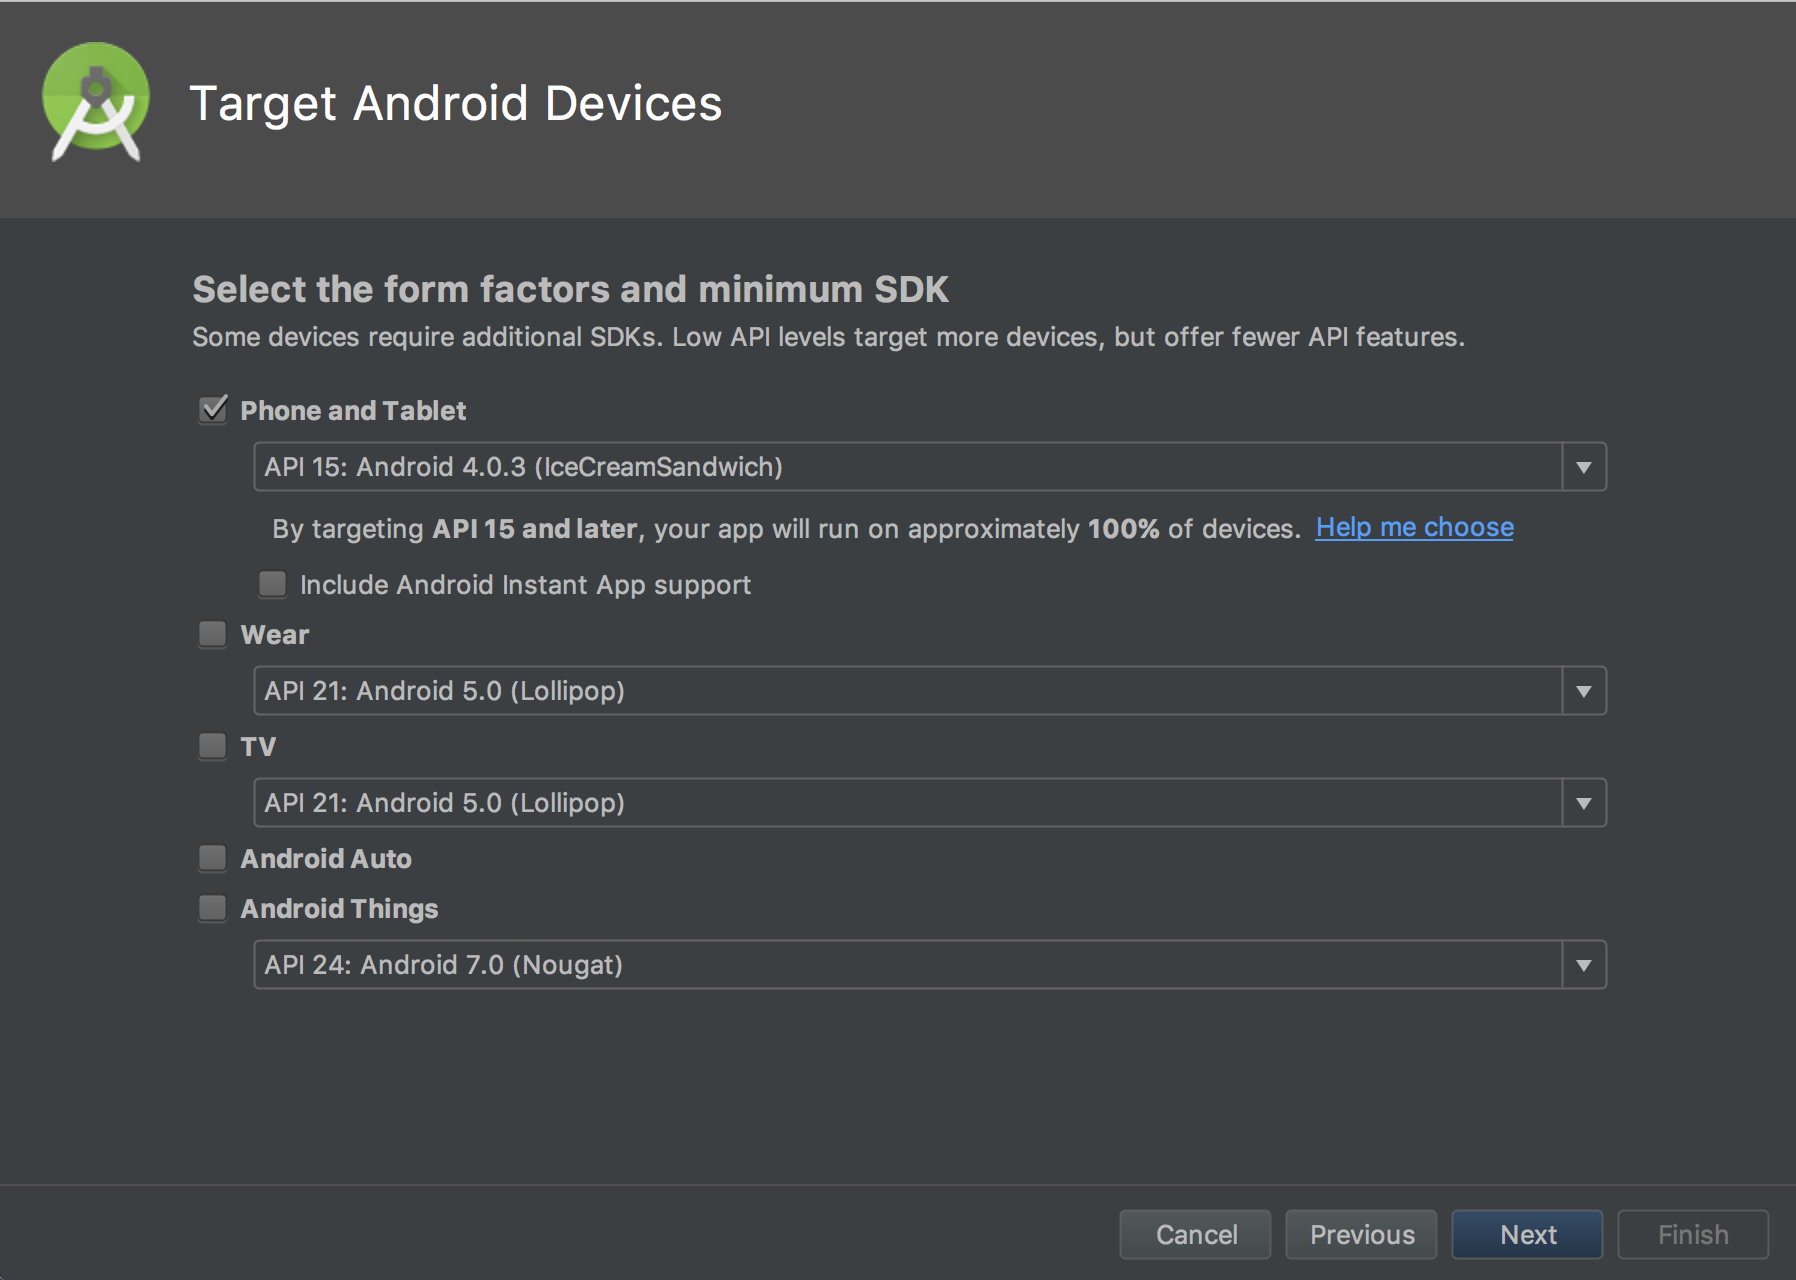 Target Android Devices
Select the form factors and minimum SDK
Some devices require additional SDKs. Low API levels target more devices, but offer fewer API features.
Phone and Tablet
API 15: Android 4.0.3 (IceCreamSandwich)
By targeting API 15 and later, your app will run on approximately 100% of devices. Help me choose
Include Android Instant App support
Wear
API 21: Android 5.0 (Lollipop)
TV
API 21: Android 5.0 (Lollipop)
Android Auto
Android Things
API 24: Android 7.0 (Nougat)
Cancel Previous Next Finish